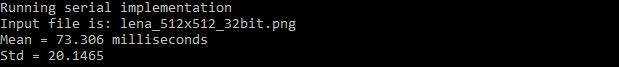 Running serial implementation
Input file is: lena_512x512_32bit.png
Mean = 73.306 milliseconds
Std = 20.1465